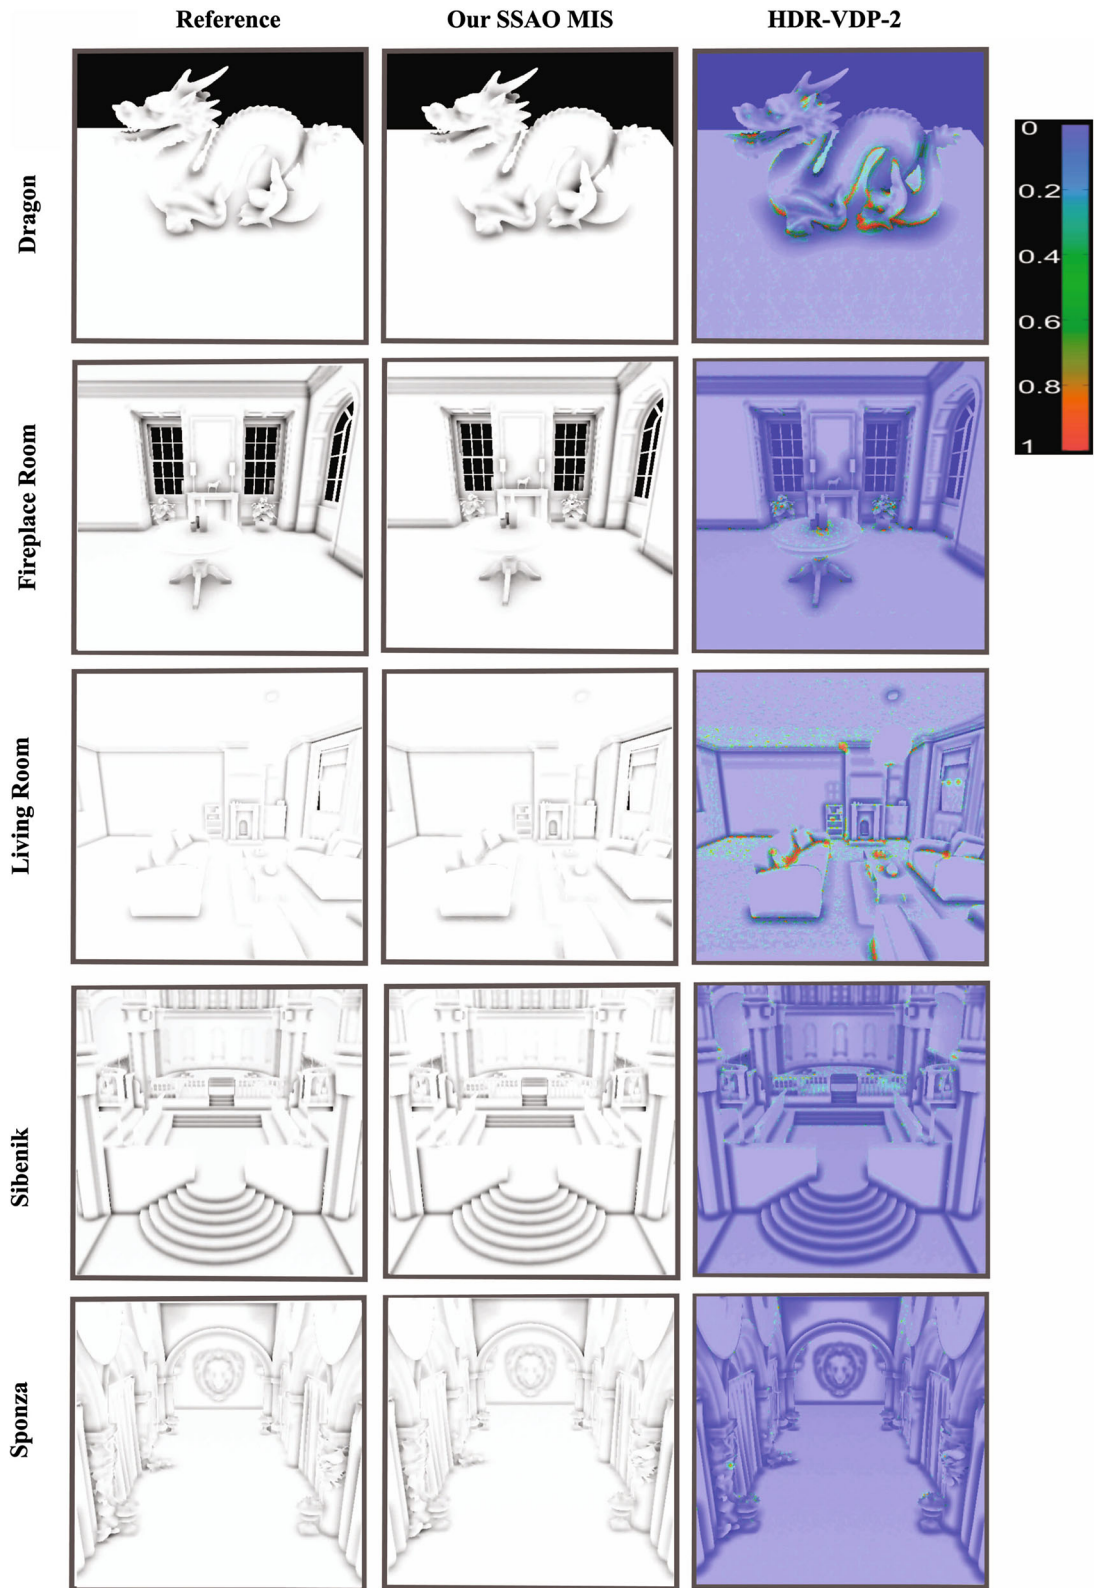 Reference Our SSAO MIS HDR-VDP-2
Dragon
0
0.2
0.4
0.6
0.8
1
Fireplace Room
Living Room
Sibenik
Sponza